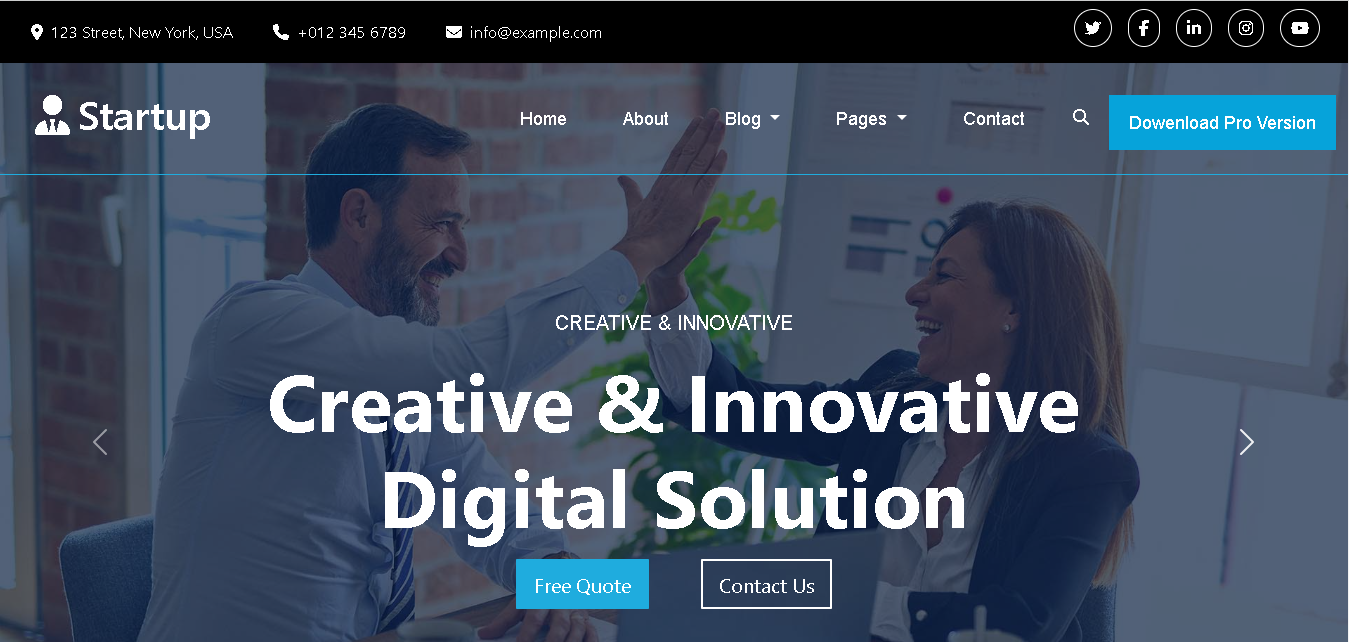 123 Street, New York, USA +012 345 6789 info@example.com
Startup Home About Blog Pages Contact Dowenload Pro Version
CREATIVE & INNOVATIVE
Creative & Innovative
Digital Solution
Free Quote Contact Us